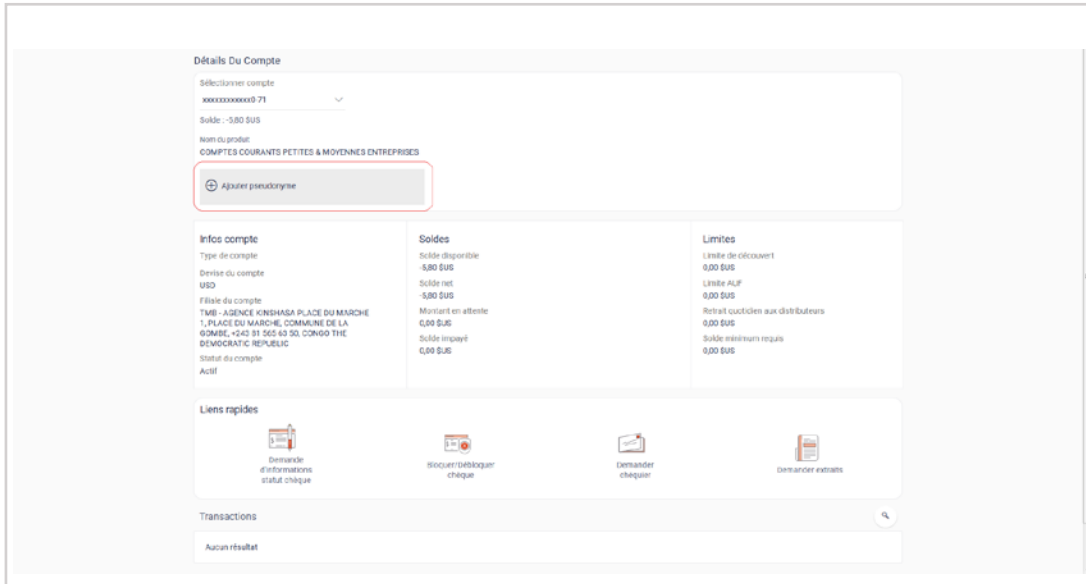 Détails Du Compte
Sélectionner compte
xxxxxxxxxxxx0-71
Solde : -5,80 $US
Nom du produit
COMPTES COURANTS PETITES & MOYENNES ENTREPRISES
Ajouter pseudonyme
Infos compte
Type de compte
Devise du compte
USD
Filiale du compte
TMB - AGENCE KINSHASA PLACE DU MARCHE
1, PLACE DU MARCHE, COMMUNE DE LA
GOMBE, +243 81 565 63 50, CONGO THE
DEMOCRATIC REPUBLIC
Statut du compte
Actif
Soldes
Solde disponible
-5,80 $US
Solde net
-5,80 $US
Montant en attente
0,00 $US
Solde impayé
0,00 $US
Limites
Limite de découvert
0,00 $US
Limite AUF
0,00 $US
Retrait quotidien aux distributeurs
0,00 $US
Solde minimum requis
0,00 $US
Liens rapides
Demande
d'informations
statut chèque
Bloquer/Débloquer
chèque
Demander
chéquier
Demander extraits
Transactions
Aucun résultat